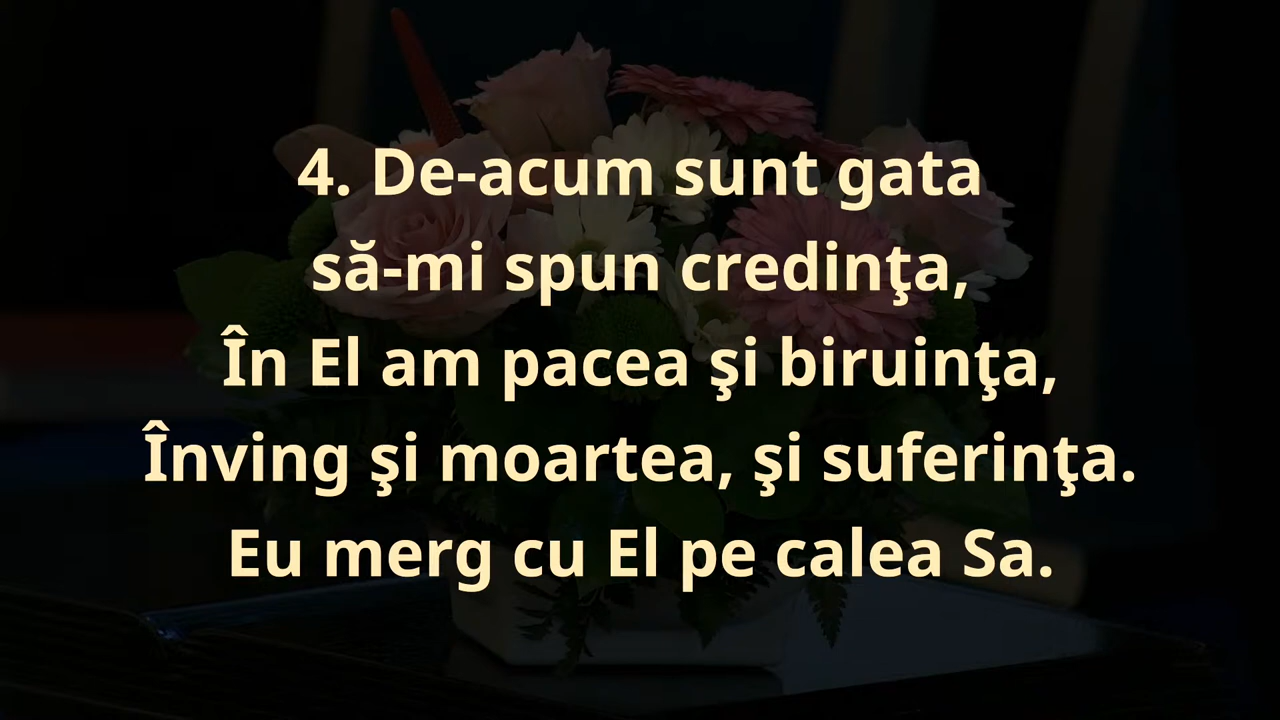 4. De-acum sunt gata
să-mi spun credinţa,
În El am pacea şi biruinţa,
Înving şi moartea, şi suferinţa.
Eu merg cu El pe calea Sa.